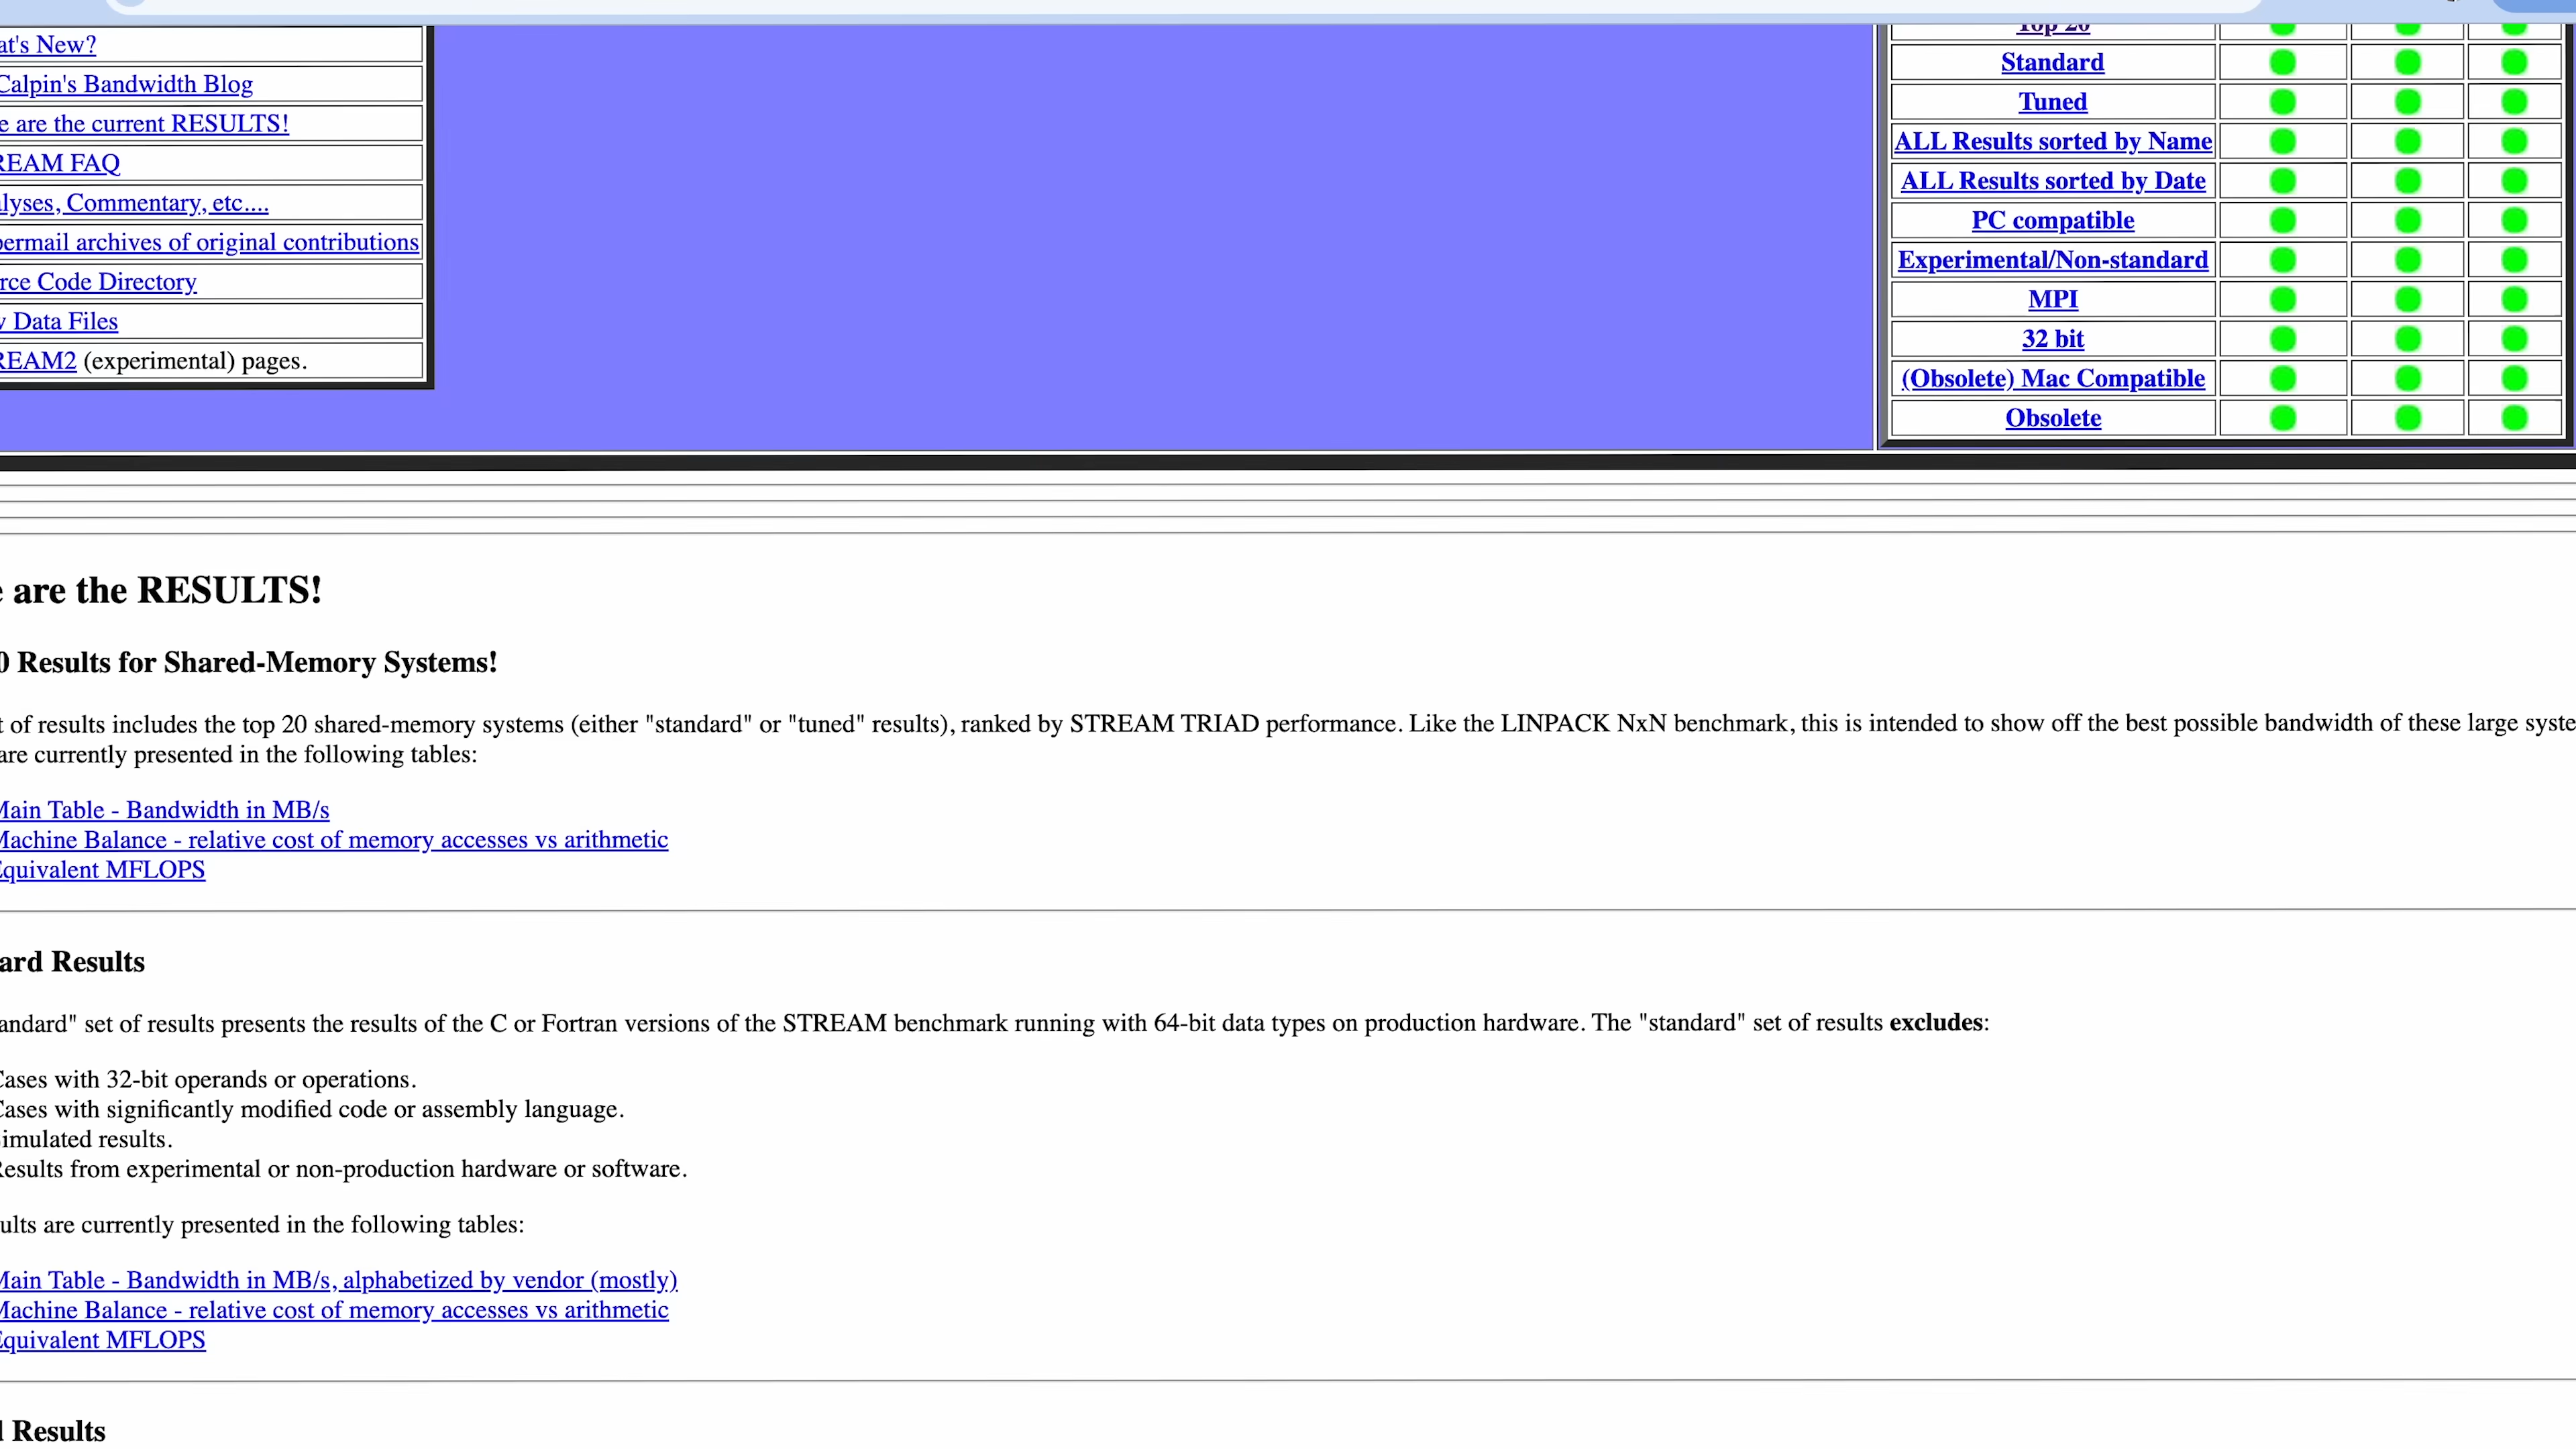 at's New?
Calpin's Bandwidth Blog
e are the current RESULTS!
REAM FAQ
lyses, Commentary, etc....
permail archives of original contributions
rce Code Directory
Data Files
REAM2 (experimental) pages.
Top 20
Standard
Tuned
ALL Results sorted by Name
ALL Results sorted by Date
PC compatible
Experimental/Non-standard
MPI
32 bit
(Obsolete) Mac Compatible
Obsolete
e are the RESULTS!
0 Results for Shared-Memory Systems!
t of results includes the top 20 shared-memory systems (either "standard" or "tuned" results), ranked by STREAM TRIAD performance. Like the LINPACK NxN benchmark, this is intended to show off the best possible bandwidth of these large syste
are currently presented in the following tables:
Main Table - Bandwidth in MB/s
Machine Balance - relative cost of memory accesses vs arithmetic
Equivalent MFLOPS
ard Results
andard" set of results presents the results of the C or Fortran versions of the STREAM benchmark running with 64-bit data types on production hardware. The "standard" set of results excludes:
Cases with 32-bit operands or operations.
Cases with significantly modified code or assembly language.
imulated results.
Results from experimental or non-production hardware or software.
ults are currently presented in the following tables:
Main Table - Bandwidth in MB/s, alphabetized by vendor (mostly)
Machine Balance - relative cost of memory accesses vs arithmetic
Equivalent MFLOPS
d Results